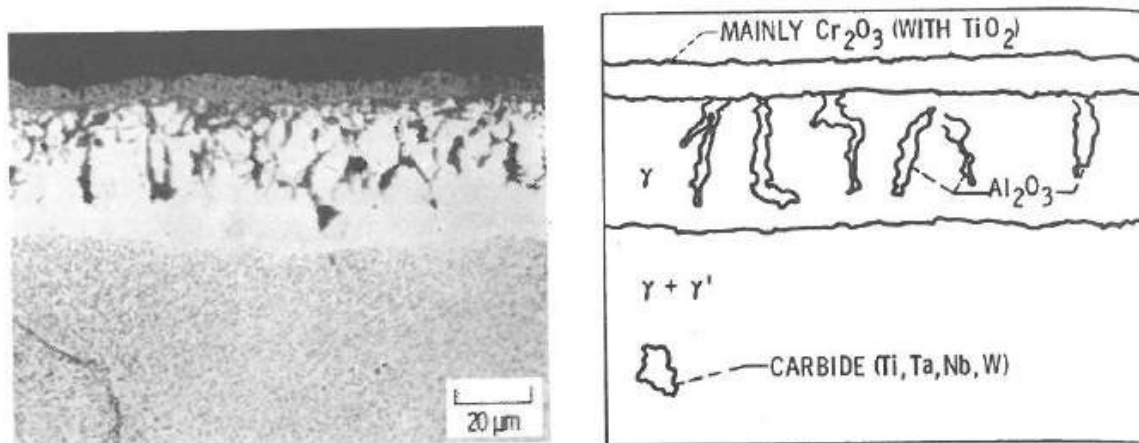 20 μm
MAINLY Cr₂O₃ (WITH TiO₂)
γ
Al₂O₃
γ + γ'
CARBIDE (Ti, Ta, Nb, W)